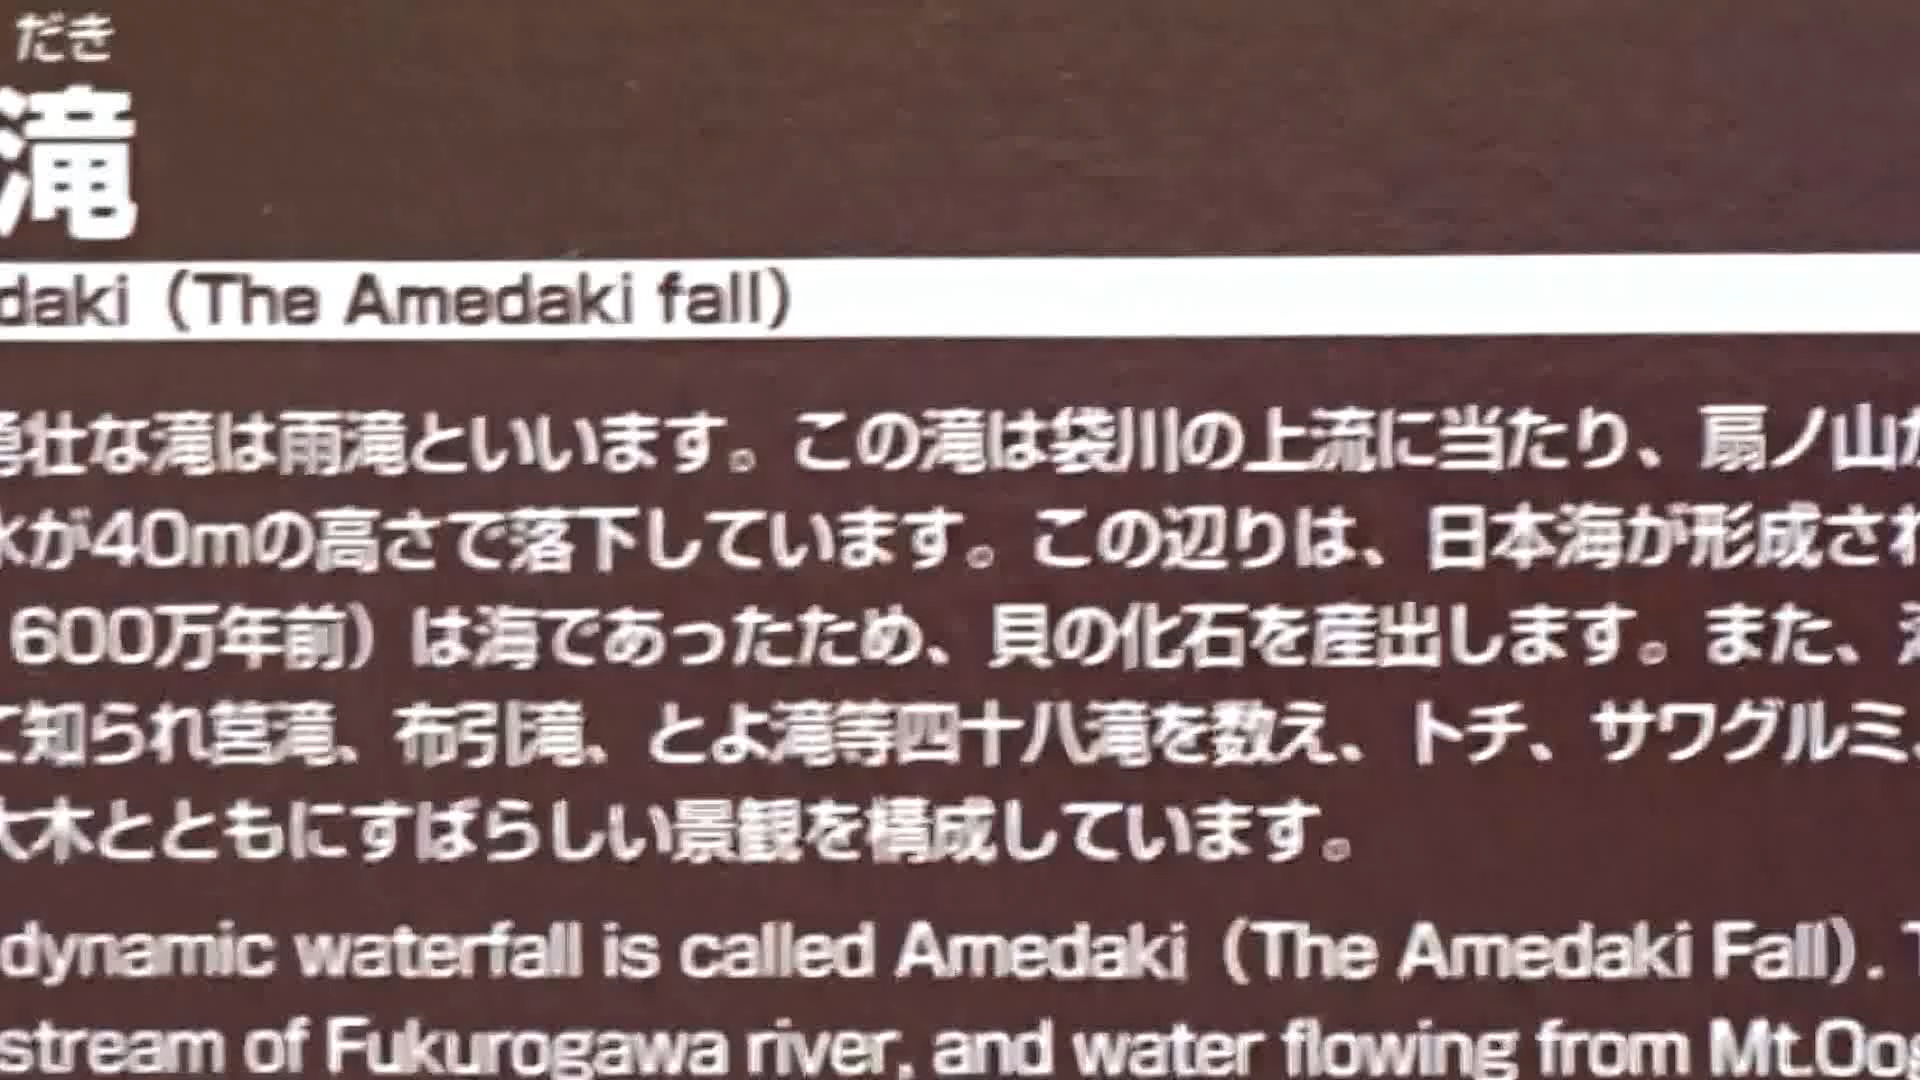 だき
滝
daki（The Amedaki fall）
壮な滝は雨滝といいます。この滝は袋川の上流に当たり、扇ノ山か
水が40mの高さで落下しています。この辺りは、日本海が形成され
600万年前）は海であったため、貝の化石を産出します。また、
て知られ筥滝、布引滝、とよ滝等四十八滝を数え、トチ、サワグルミ、
大木とともにすばらしい景観を構成しています。
dynamic waterfall is called Amedaki（The Amedaki Fall）. T
stream of Fukurogawa river, and water flowing from Mt.Oog